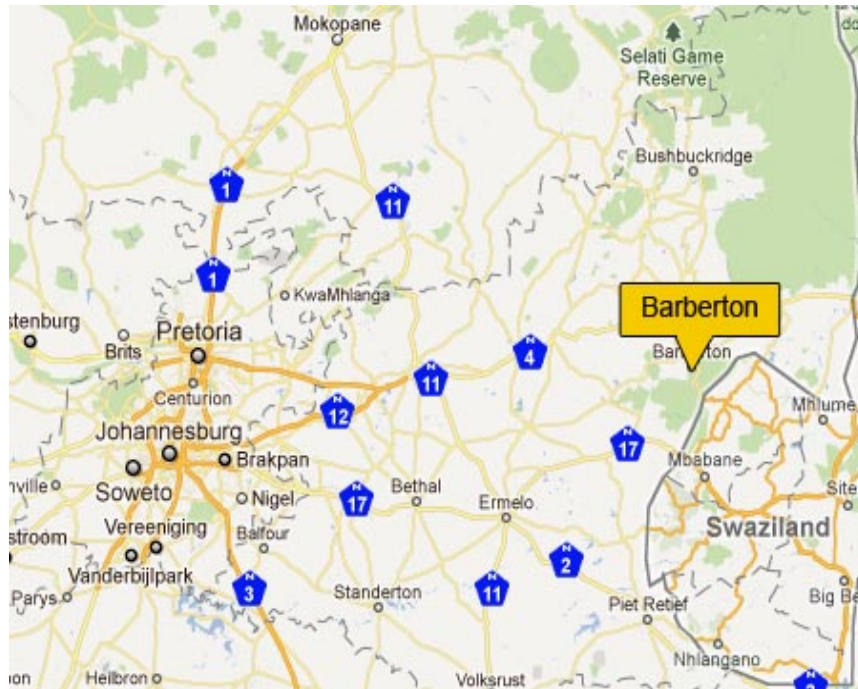 Mokopane
Selati Game
Reserve
Bushbuckridge
N
1
N
11
N
1
KwaMhlanga
Barberton
stenburg
Brits
Pretoria
N
4
N
11
Centurion
N
12
Mhlume
Johannesburg
N
17
Brakpan
Mbabane
nville
Soweto
Nigel
N
17
Bethal
Ermelo
Site
Swaziland
stroom
Vereeniging
Balfour
Vanderbijlpark
N
2
N
3
N
11
Parys
Standerton
Piet Retief
Big Be
Nhlangano
Heilbron
Volksrust